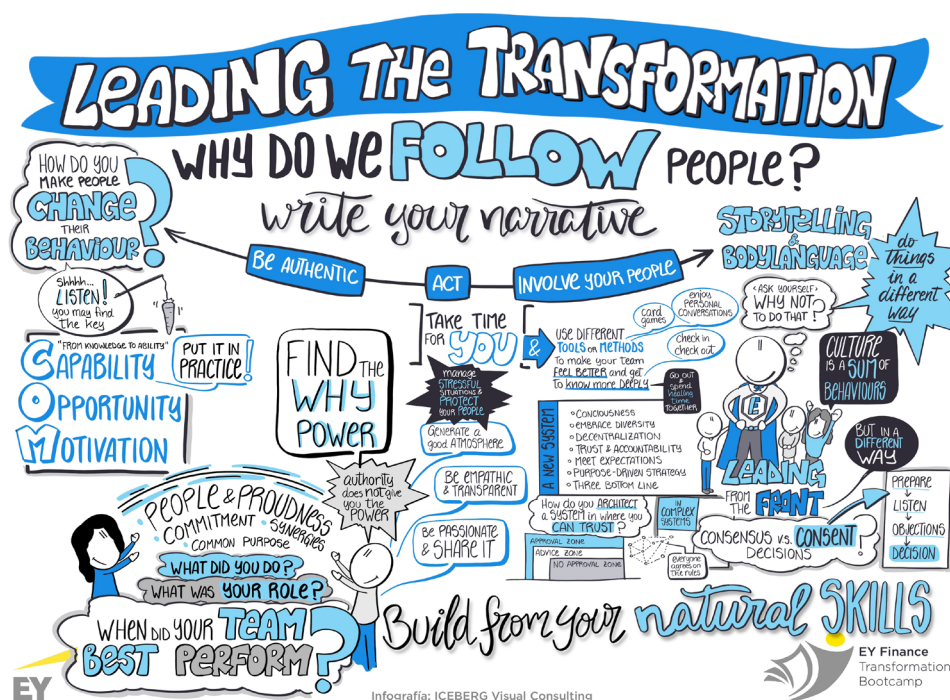 LEADING THE TRANSFORMATION
WHY DO WE FOLLOW PEOPLE?
write your narrative
HOW DO YOU
MAKE PEOPLE
CHANGE
THEIR
BEHAVIOUR?
Shhhh...
LISTEN!
you may find
The key
BE AUTHENTIC
ACT
INVOLVE YOUR PEOPLE
STORYTELLING
&
BODYLANGUAGE
do
things
in a
different
way
"FROM KNOWLEDGE TO ABILITY"
CAPABILITY
OPPORTUNITY
MOTIVATION
PUT IT IN
PRACTICE!
FIND THE
WHY
POWER
TAKE TIME
FOR YOU
&
manage
STRESSFUL
SITUATIONS &
PROTECT
YOUR PEOPLE
GENERATE a
good ATMOSPHERE
BE EMPATHIC
& TRANSPARENT
Be PASSIONATE
& SHARE IT
authority
does not give
you the
POWER
USE DIFFERENT
TOOLS OR METHODS
To make your Team
FEEL BETTER and get
To know more DEEPLY
card
games
enjoy
PERSONAL
CONVERSATIONS
Check in
check out
GO OUT
&
Spend
healing
time
TOGETHER
A NEW SYSTEM
CONCIOUSNESS
EMBRACE DIVERSITY
DECENTRALIZATION
TRUST & ACCOUNTABILITY
MEET EXPECTATIONS
PURPOSE-DRIVEN STRATEGY
THREE BOTTOM LINE
How do you ARCHITECT
a SYSTEM in where you
CAN TRUST?
IN
COMPLEX
SYSTEMS
APPROVAL ZONE
ADVICE ZONE
NO APPROVAL ZONE
everyone
agrees on
THE rules
<ASK YOURSELF>
WHY NOT
TO DO THAT?
E
LEADING
FROM
THE FRONT
CULTURE
IS A SUM OF
BEHAVIOURS
BUT IN A
DIFFERENT
WAY
CONSENSUS VS. CONSENT!
DECISIONS
PREPARE
LISTEN
OBJECTIONS
DECISION
PEOPLE & PROUDNESS
COMMITMENT SYNERGIES
COMMON PURPOSE
WHAT DID YOU DO?
WHAT WAS YOUR ROLE?
WHEN DID YOUR TEAM
BEST PERFORM?
Build from your natural SKILLS
EY
Infografía: ICEBERG Visual Consulting
EY Finance
Transformation
Bootcamp